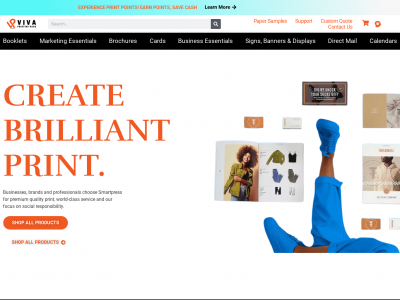 EXPERIENCE PRINT POINTS! EARN POINTS, SAVE CASH Learn More
VIVA
Search...
Paper Samples Support Custom Quote
Contact Us
Booklets Marketing Essentials Brochures Cards Business Essentials Signs, Banners & Displays Direct Mail Calendars
CREATE
BRILLIANT
PRINT.
Businesses, brands and professionals choose Smartpress
for premium quality print, world-class service and our
focus on social responsibility.
SHOP ALL PRODUCTS
SHOP ALL PRODUCTS